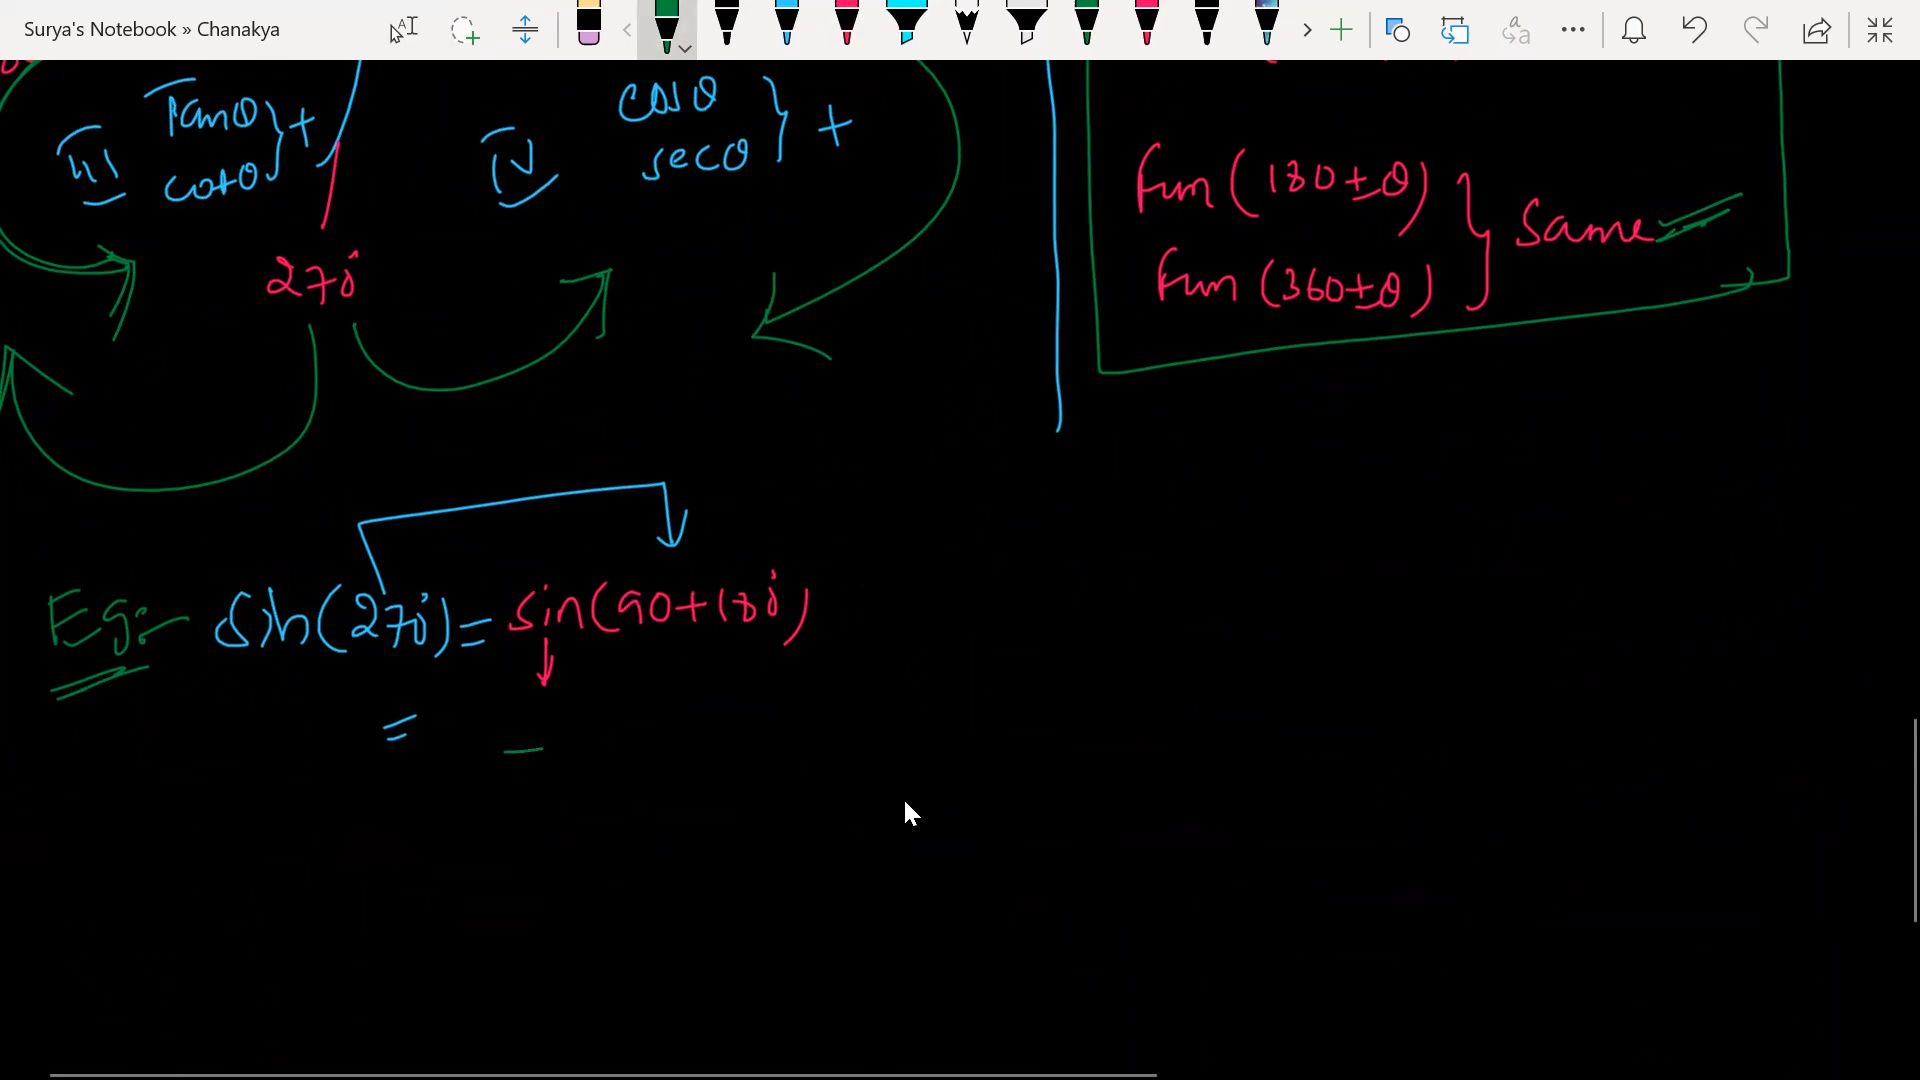 Surya's Notebook » Chanakya
III Tanθ
cotθ } +
IV cosθ
secθ } +
270°
Fun (180±θ)
Fun (360±θ) } Same
Eg:- Sin(270°) = sin(90+180°)
= −